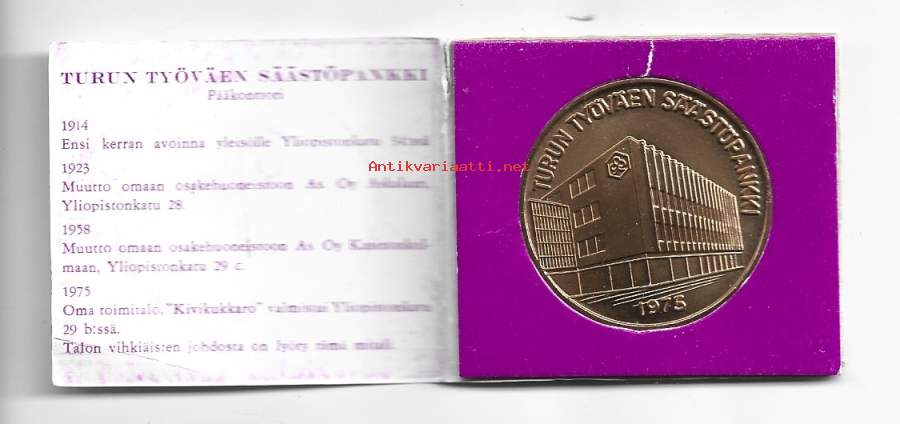 TURUN TYÖVÄEN SÄÄSTÖPANKKI
Pääkonttori
1914
Ensi kerran avoinna yleisölle Yliopistonkatu
1923
Muutto omaan osakehuoneistoon As. Oy
Yliopistonkatu 28.
1958
Muutto omaan osakehuoneistoon As Oy
maan, Yliopistonkatu 29 c.
1975
Oma toimitalo, "Kivikukkaro" valmistui Yliopistonkatu
29 b:ssä.
Talon vihkiäisten johdosta on lyöty tämä mitali.
Antikvariaatti.net
TURUN TYÖVÄEN SÄÄSTÖPANKKI
1975